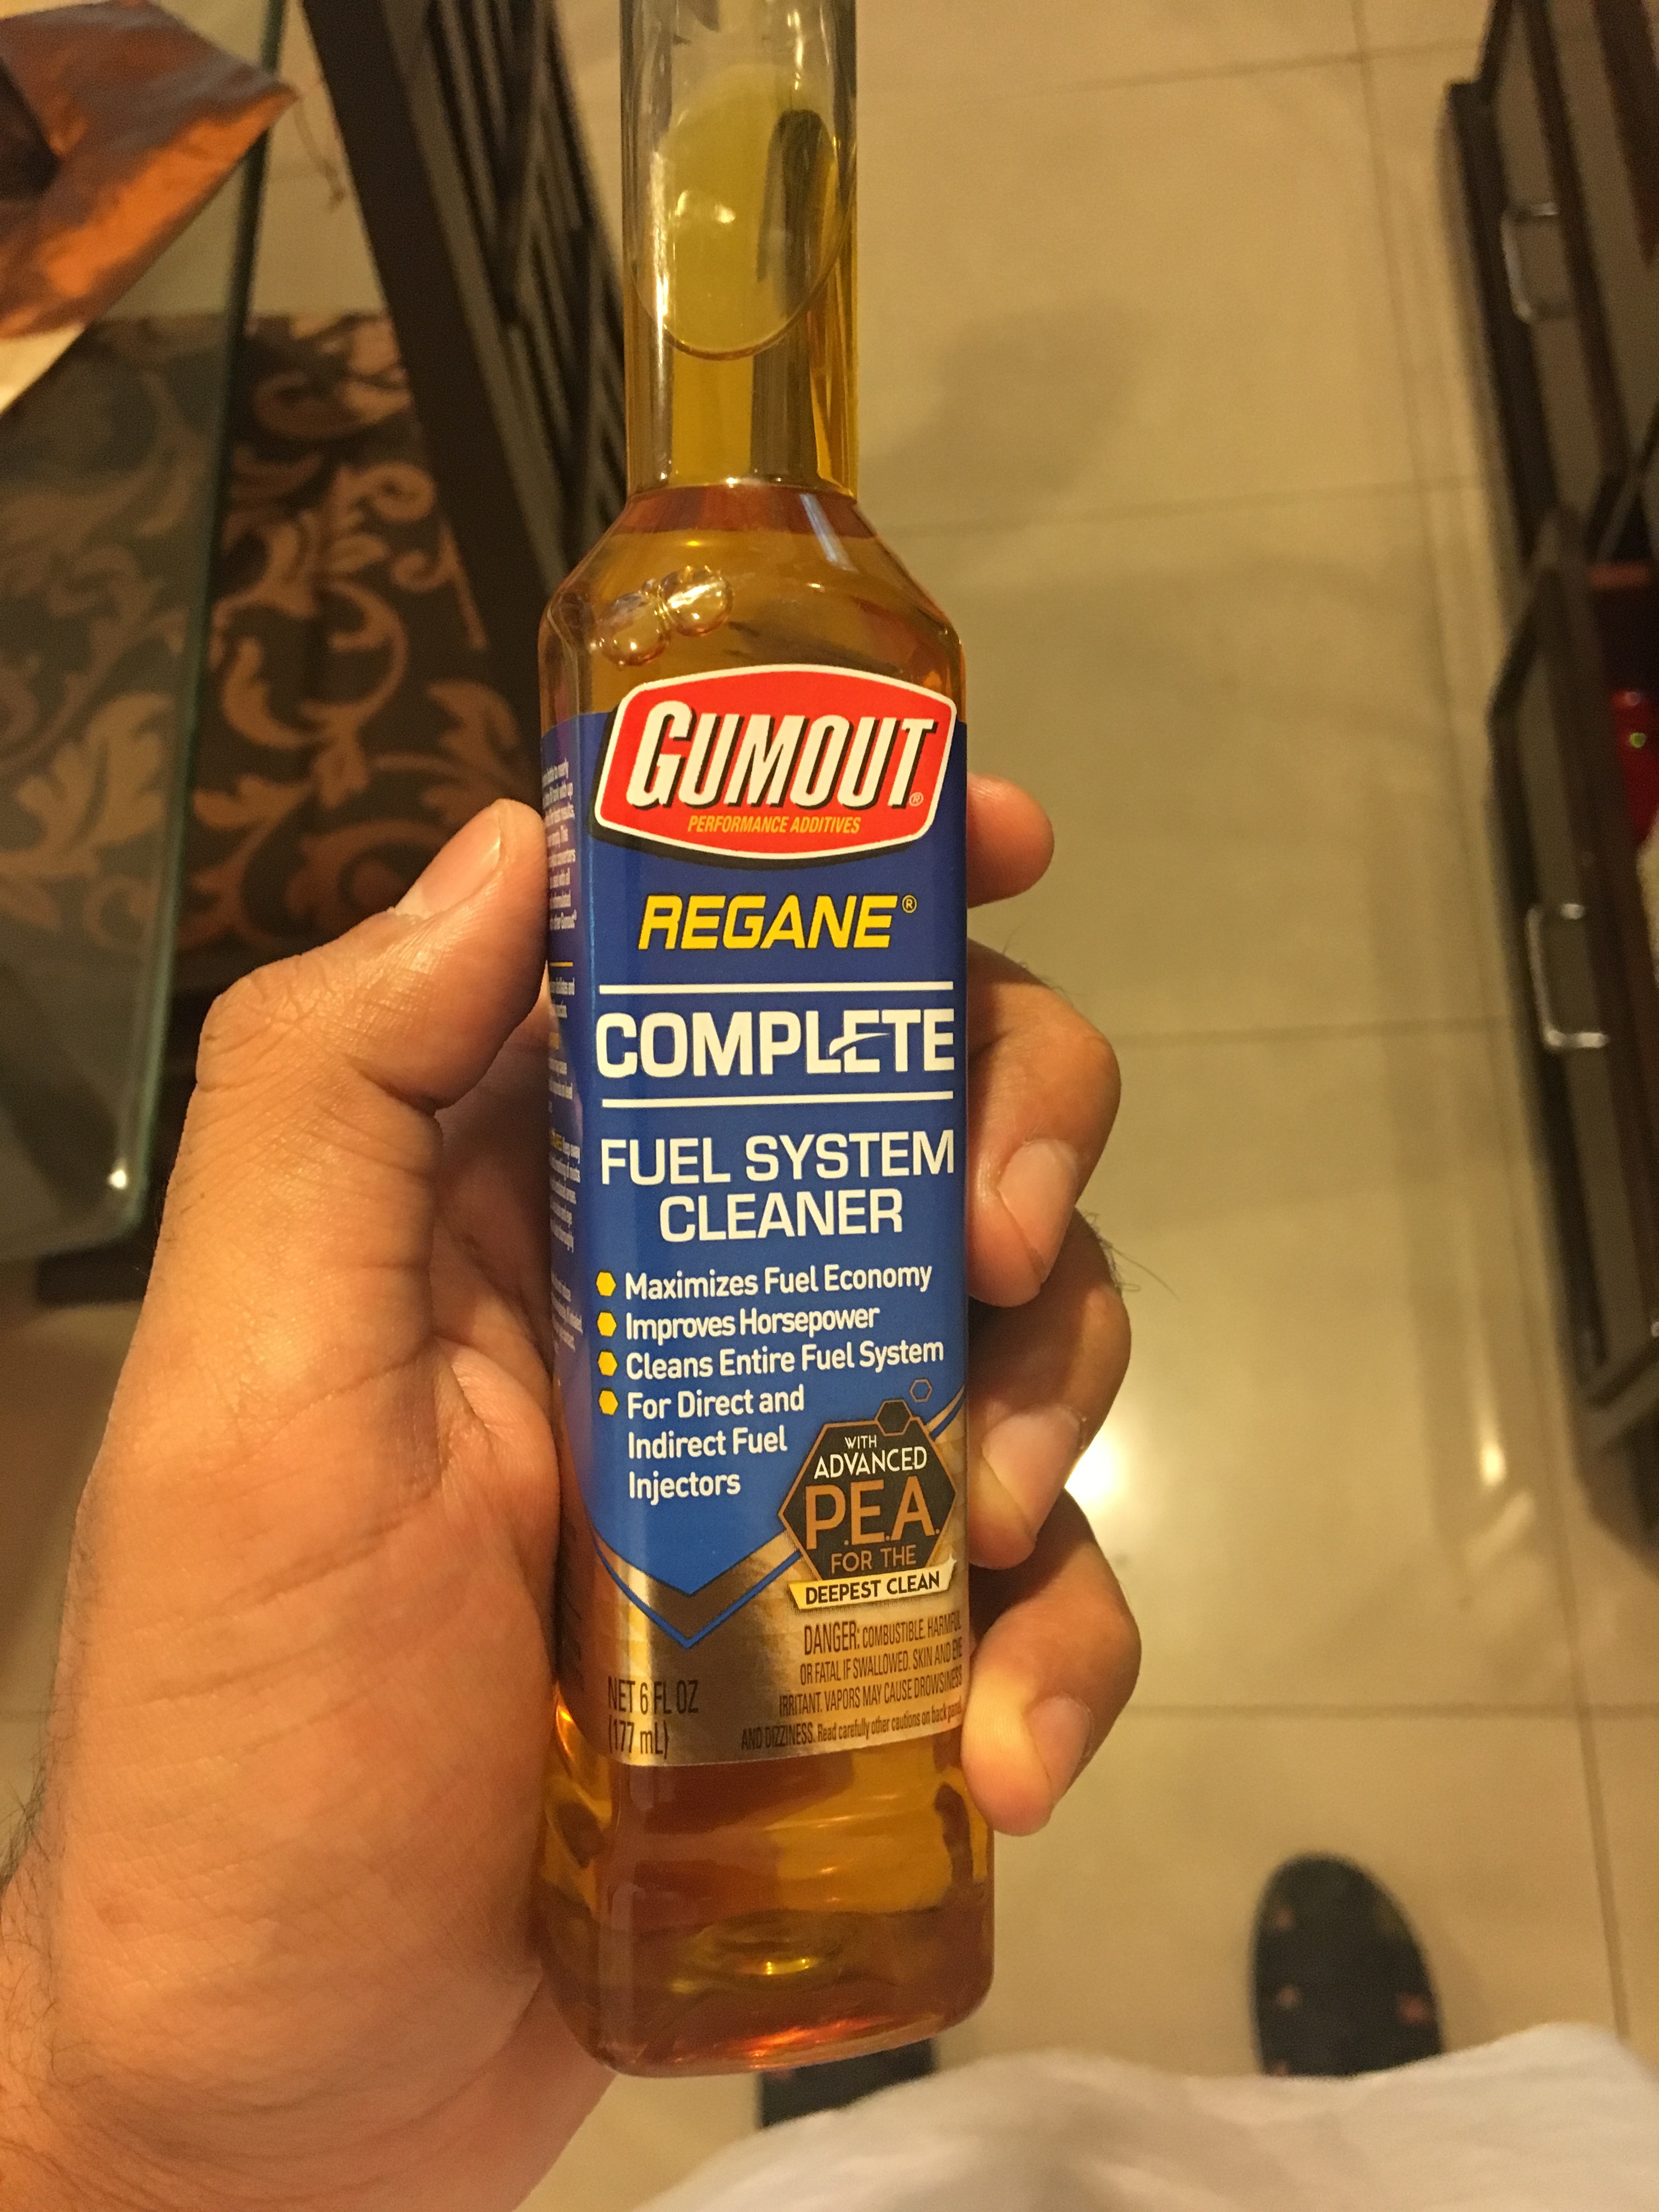 GUMOUT®
PERFORMANCE ADDITIVES
REGANE®
COMPLETE
FUEL SYSTEM
CLEANER
Maximizes Fuel Economy
Improves Horsepower
Cleans Entire Fuel System
For Direct and
Indirect Fuel
Injectors
WITH
ADVANCED
P.E.A.
FOR THE
DEEPEST CLEAN
DANGER: COMBUSTIBLE. HARMFUL
OR FATAL IF SWALLOWED. SKIN AND EYE
IRRITANT. VAPORS MAY CAUSE DROWSINESS
AND DIZZINESS. Read carefully other cautions on back panel.
NET 6 FL OZ
(177 mL)